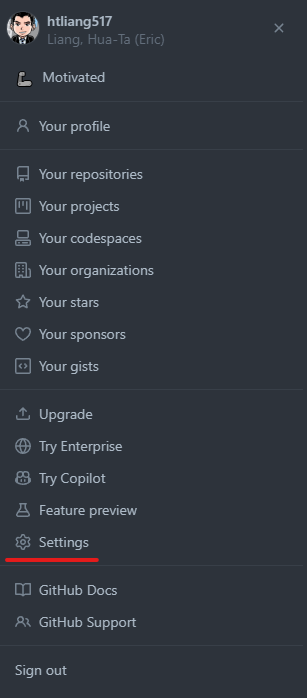 htliang517
Liang, Hua-Ta (Eric)
Motivated
Your profile
Your repositories
Your projects
Your codespaces
Your organizations
Your stars
Your sponsors
Your gists
Upgrade
Try Enterprise
Try Copilot
Feature preview
Settings
GitHub Docs
GitHub Support
Sign out